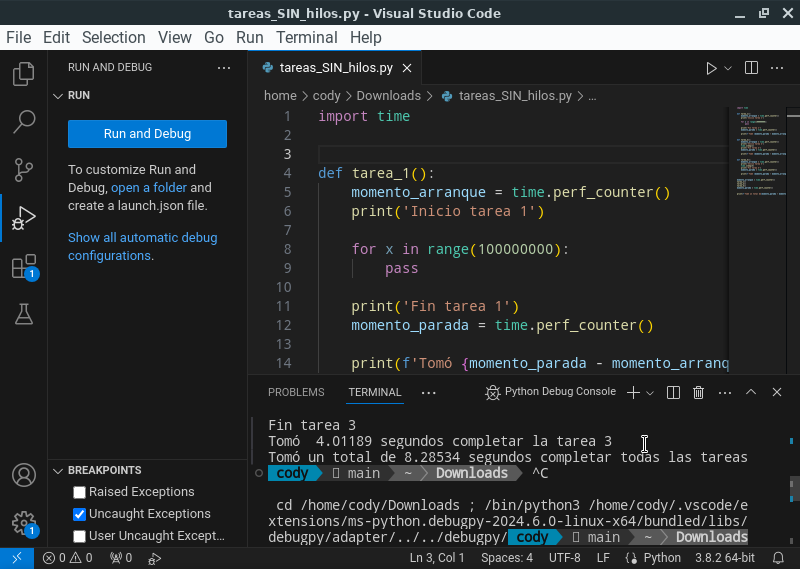 tareas_SIN_hilos.py - Visual Studio Code
File Edit Selection View Go Run Terminal Help
RUN AND DEBUG
RUN
Run and Debug
To customize Run and
Debug, open a folder and
create a launch.json file.
Show all automatic debug
configurations.
1
1
BREAKPOINTS
Raised Exceptions
Uncaught Exceptions
User Uncaught Except...
tareas_SIN_hilos.py
home > cody > Downloads > tareas_SIN_hilos.py > ...
1 import time
2
3
4 def tarea_1():
5 momento_arranque = time.perf_counter()
6 print('Inicio tarea 1')
7
8 for x in range(100000000):
9 pass
10
11 print('Fin tarea 1')
12 momento_parada = time.perf_counter()
13
14 print(f'Tomó {momento_parada - momento_arranq
PROBLEMS TERMINAL ... Python Debug Console
Fin tarea 3
Tomó  4.01189 segundos completar la tarea 3
Tomó un total de 8.28534 segundos completar todas las tareas
cody main ~ Downloads ^C
cd /home/cody/Downloads ; /bin/python3 /home/cody/.vscode/e
xtensions/ms-python.debugpy-2024.6.0-linux-x64/bundled/libs/
debugpy/adapter/../../debugpy/ cody main ~ Downloads
0 0 0 Ln 3, Col 1 Spaces: 4 UTF-8 LF Python 3.8.2 64-bit